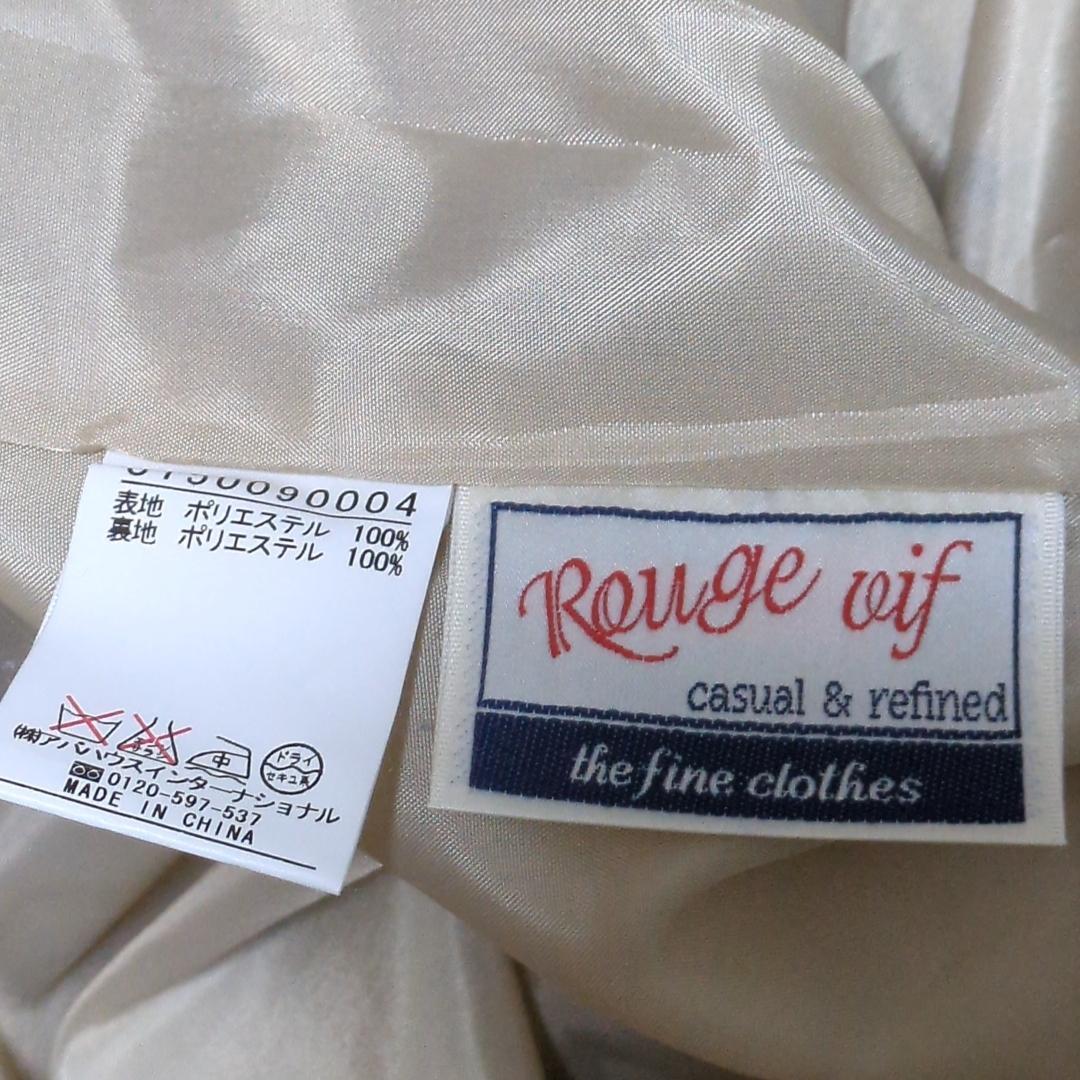 0150090004
表地 ポリエステル 100%
裏地 ポリエステル 100%
中
ドライ
セキユ系
(株)アバハウスインターナショナル
0120-597-537
MADE IN CHINA
Rouge vif
casual & refined
the fine clothes